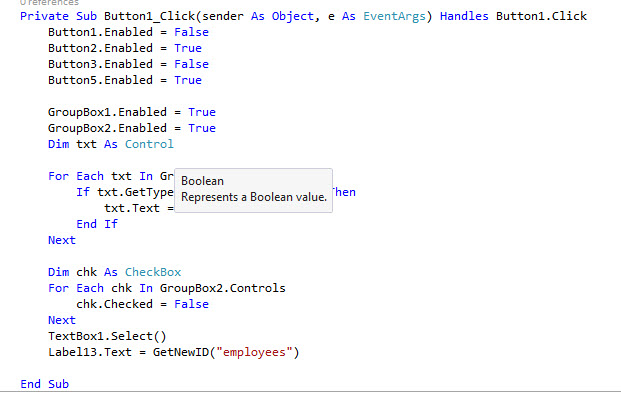 0 references
Private Sub Button1_Click(sender As Object, e As EventArgs) Handles Button1.Click
Button1.Enabled = False
Button2.Enabled = True
Button3.Enabled = False
Button5.Enabled = True
GroupBox1.Enabled = True
GroupBox2.Enabled = True
Dim txt As Control
For Each txt In Gr
If txt.GetType hen
txt.Text =
End If
Next
Boolean
Represents a Boolean value.
Dim chk As CheckBox
For Each chk In GroupBox2.Controls
chk.Checked = False
Next
TextBox1.Select()
Label13.Text = GetNewID("employees")
End Sub